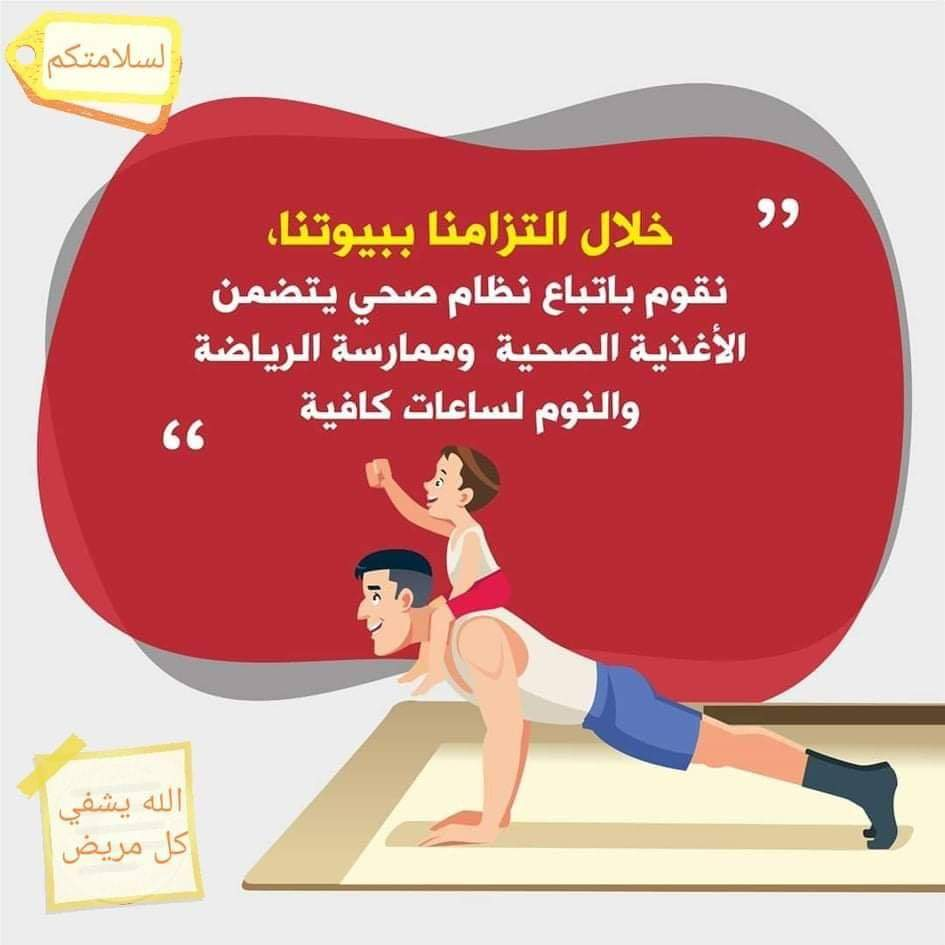 لسلامتكم
خلال التزامنا ببيوتنا،
نقوم باتباع نظام صحي يتضمن
الأغذية الصحية وممارسة الرياضة
والنوم لساعات كافية
الله يشفي
كل مريض